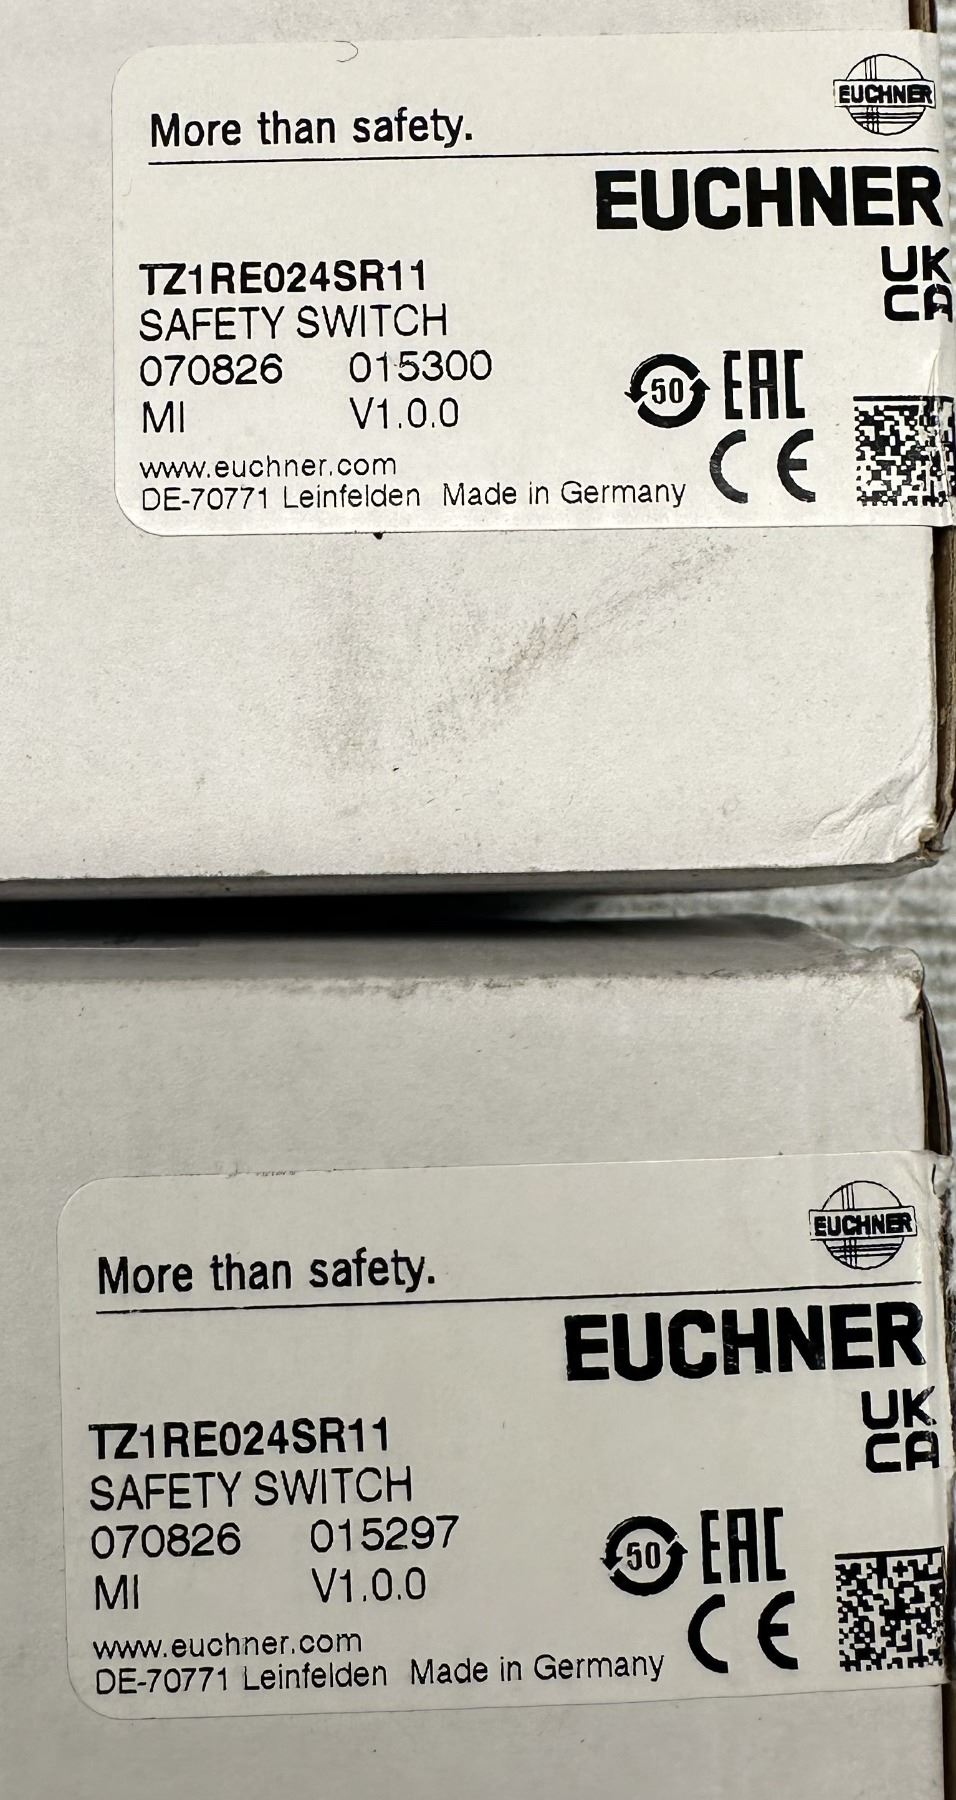 More than safety.
EUCHNER
EUCHNER
TZ1RE024SR11
UK
CA
SAFETY SWITCH
070826 015300
50 EAC
MI V1.0.0
CE
www.euchner.com
DE-70771 Leinfelden Made in Germany
More than safety.
EUCHNER
EUCHNER
TZ1RE024SR11
UK
CA
SAFETY SWITCH
070826 015297
50 EAC
MI V1.0.0
CE
www.euchner.com
DE-70771 Leinfelden Made in Germany